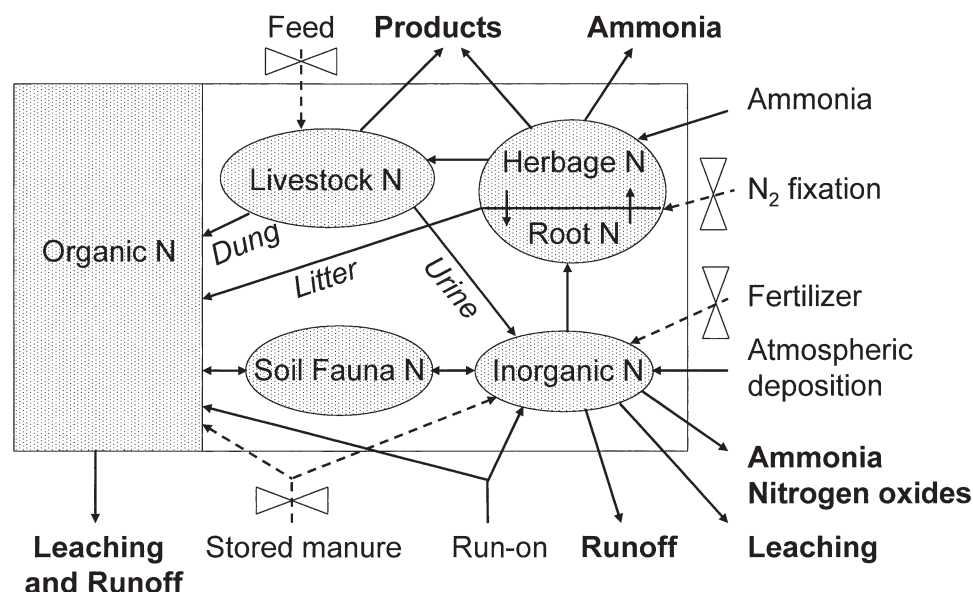 Feed
Products
Ammonia
Ammonia
Herbage N
Livestock N
N₂ fixation
Root N
Organic N
Dung
Litter
Urine
Fertilizer
Soil Fauna N
Inorganic N
Atmospheric
deposition
Ammonia
Nitrogen oxides
Leaching
and Runoff
Stored manure
Run-on
Runoff
Leaching